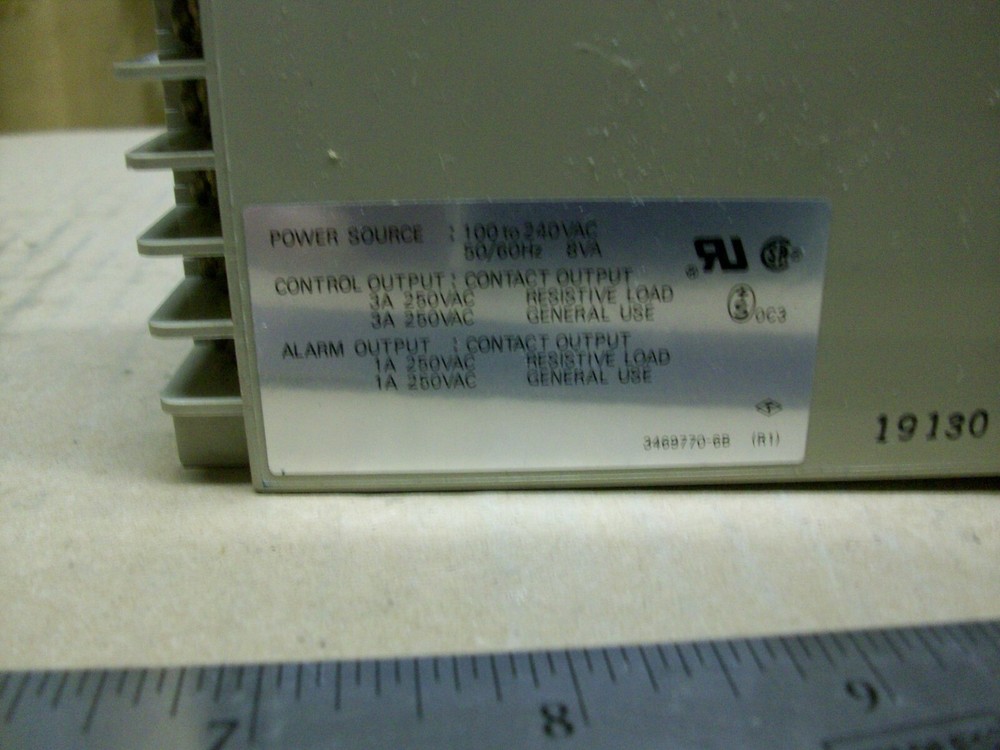 POWER SOURCE : 100 to 240VAC
50/60Hz 8VA
CONTROL OUTPUT : CONTACT OUTPUT
3A 250VAC RESISTIVE LOAD
3A 250VAC GENERAL USE
ALARM OUTPUT : CONTACT OUTPUT
1A 250VAC RESISTIVE LOAD
1A 250VAC GENERAL USE
0C3
3469770-6B (R1)
19130
7 8 9